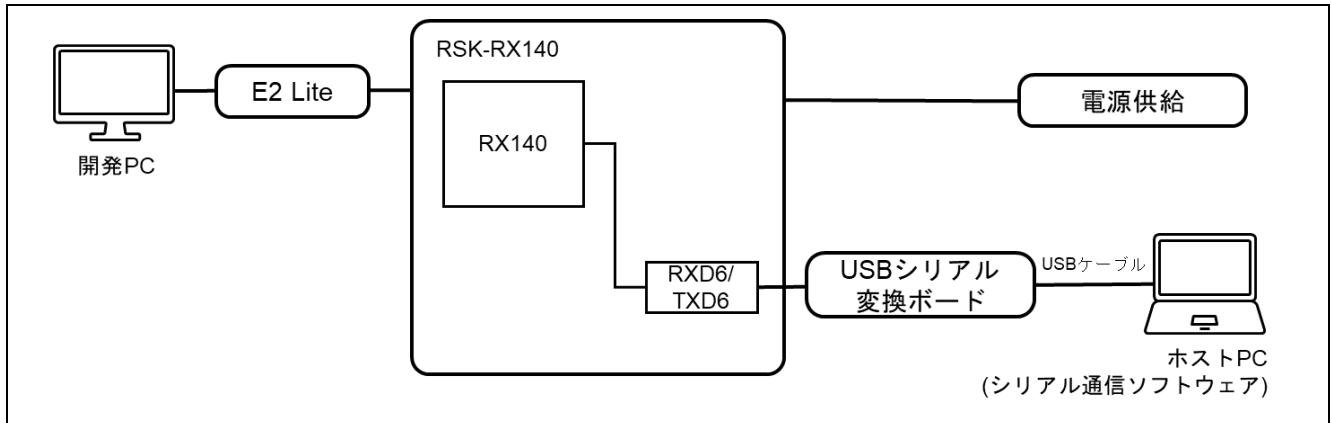 RSK-RX140
E2 Lite
RX140
電源供給
開発PC
RXD6/
TXD6
USBシリアル
変換ボード
USBケーブル
ホストPC
(シリアル通信ソフトウェア)